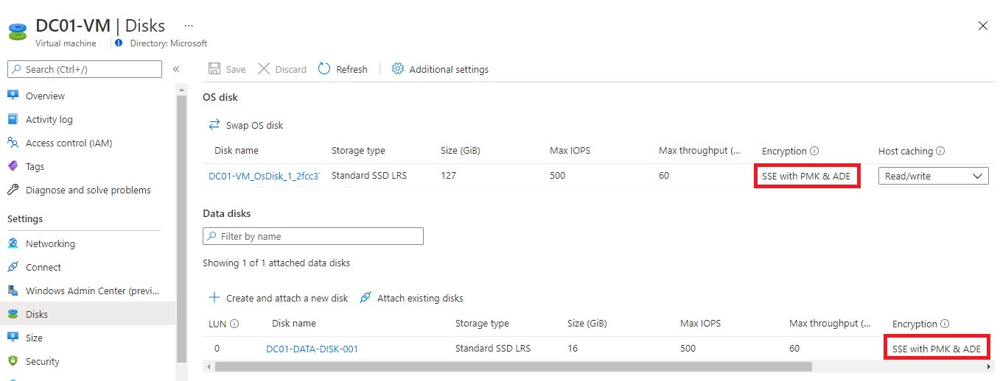 DC01-VM | Disks ...
Virtual machine
Directory: Microsoft
Search (Ctrl+/)
«
Overview
Activity log
Access control (IAM)
Tags
Diagnose and solve problems
Settings
Networking
Connect
Windows Admin Center (previ...
Disks
Size
Security
Save
Discard
Refresh
Additional settings
OS disk
Swap OS disk
Disk name Storage type Size (GiB) Max IOPS Max throughput (... Encryption Host caching
DC01-VM_OsDisk_1_2fcc3 Standard SSD LRS 127 500 60 SSE with PMK & ADE Read/write
Data disks
Filter by name
Showing 1 of 1 attached data disks
Create and attach a new disk Attach existing disks
LUN Disk name Storage type Size (GiB) Max IOPS Max throughput (... Encryption
0 DC01-DATA-DISK-001 Standard SSD LRS 16 500 60 SSE with PMK & ADE